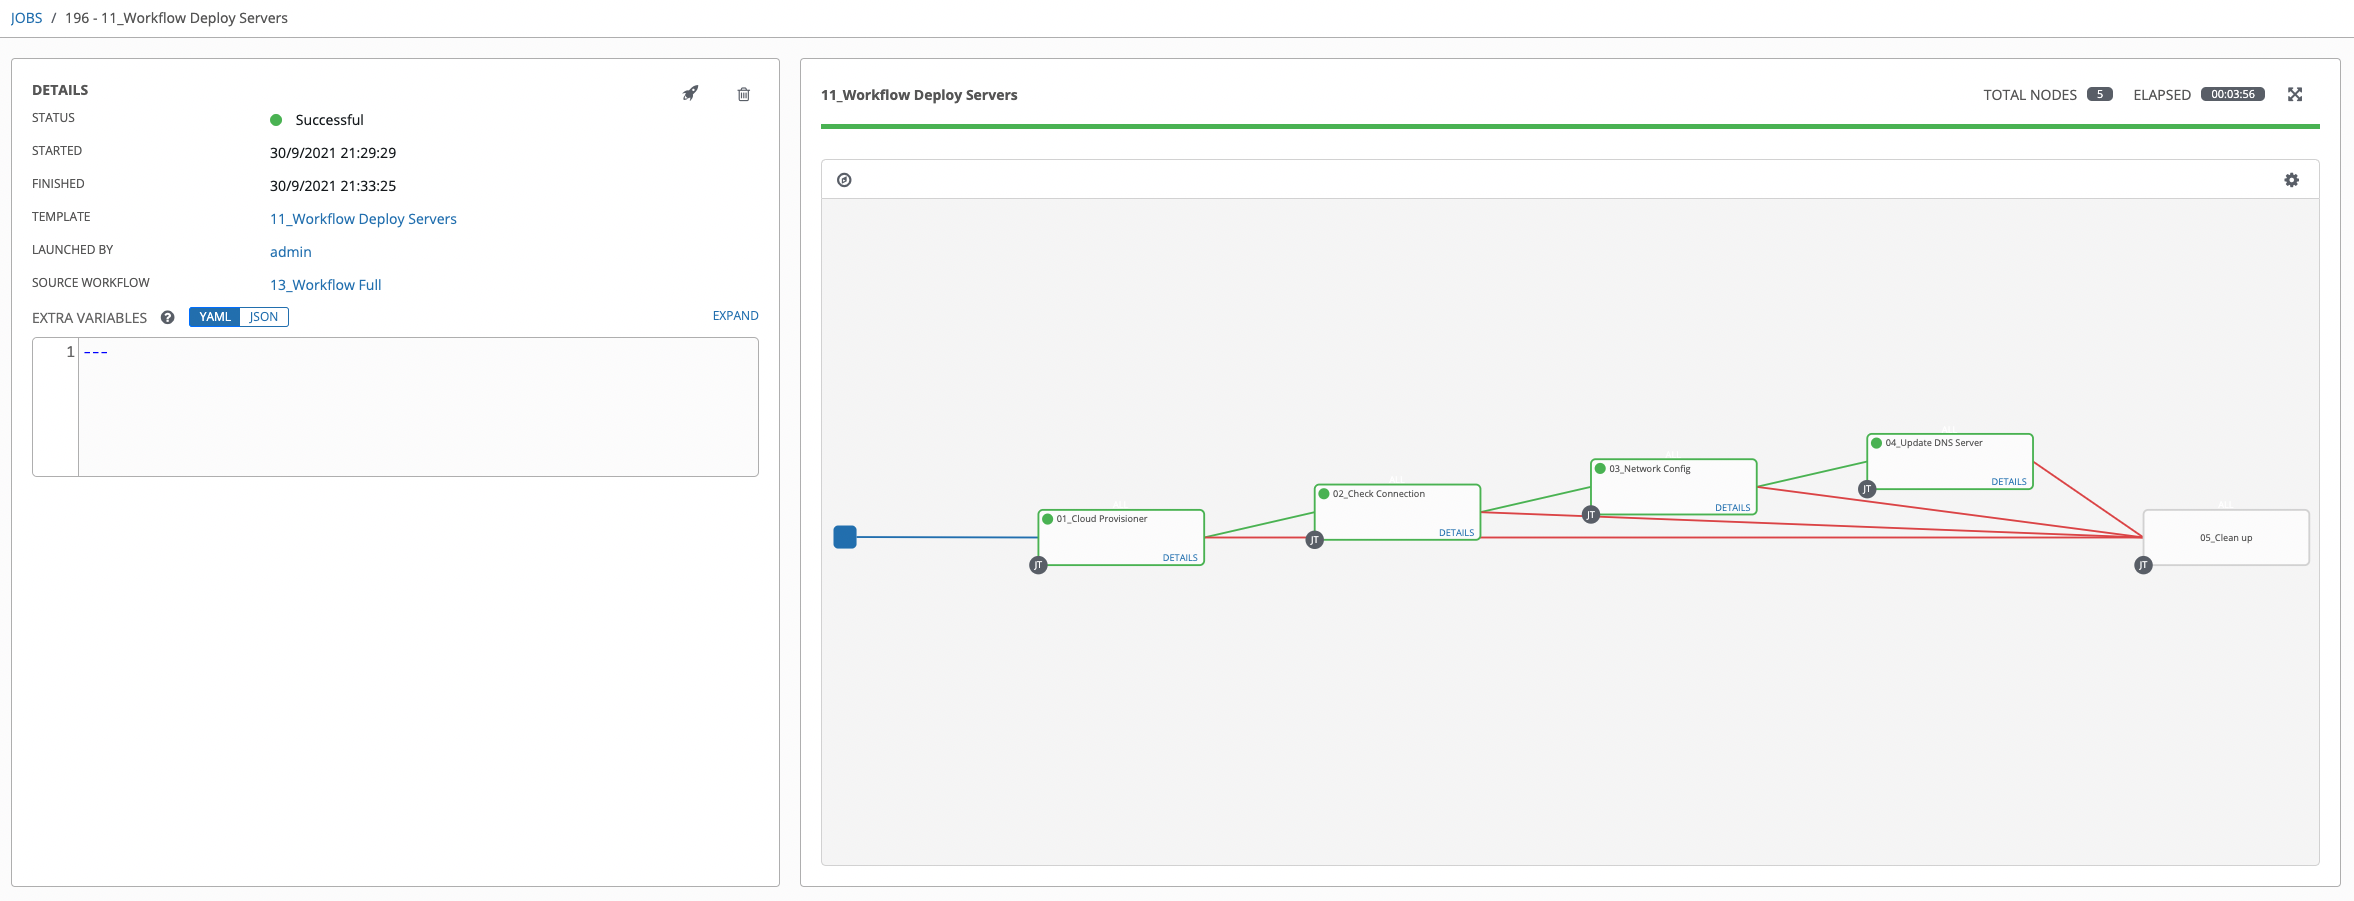 JOBS / 196 - 11_Workflow Deploy Servers
DETAILS
STATUS Successful
STARTED 30/9/2021 21:29:29
FINISHED 30/9/2021 21:33:25
TEMPLATE 11_Workflow Deploy Servers
LAUNCHED BY admin
SOURCE WORKFLOW 13_Workflow Full
EXTRA VARIABLES ? YAML JSON EXPAND
1 ---
11_Workflow Deploy Servers TOTAL NODES 5 ELAPSED 00:03:56
01_Cloud Provisioner
DETAILS
JT
02_Check Connection
DETAILS
JT
03_Network Config
DETAILS
JT
04_Update DNS Server
DETAILS
JT
05_Clean up
JT